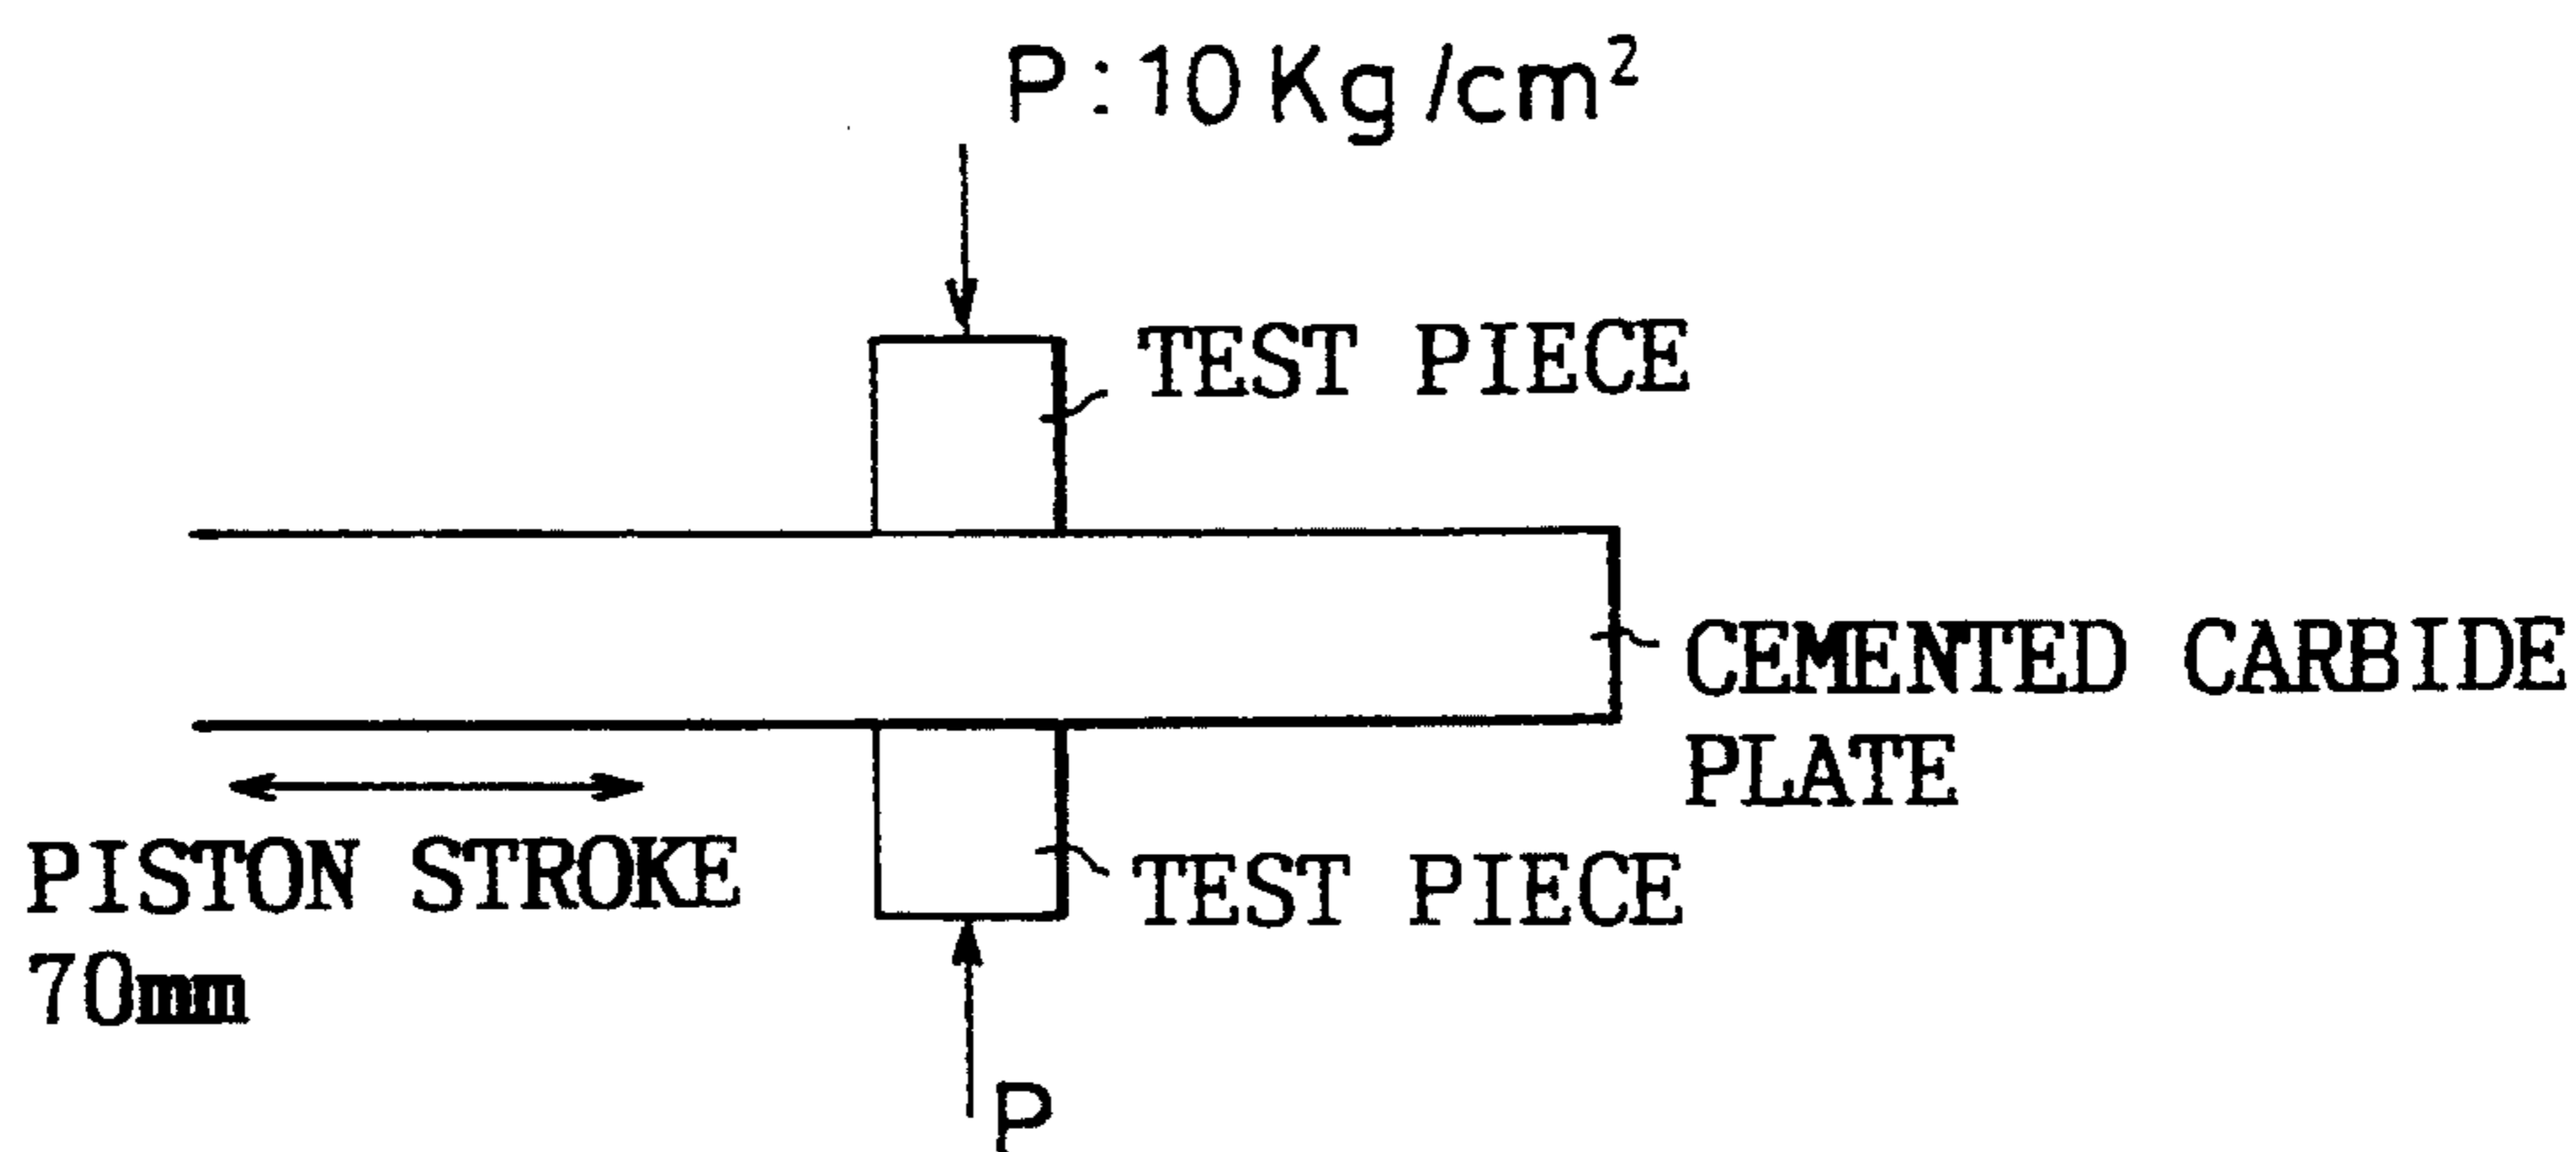 P:10Kg/cm²
TEST PIECE
CEMENTED CARBIDE
PLATE
PISTON STROKE
70mm
TEST PIECE
P